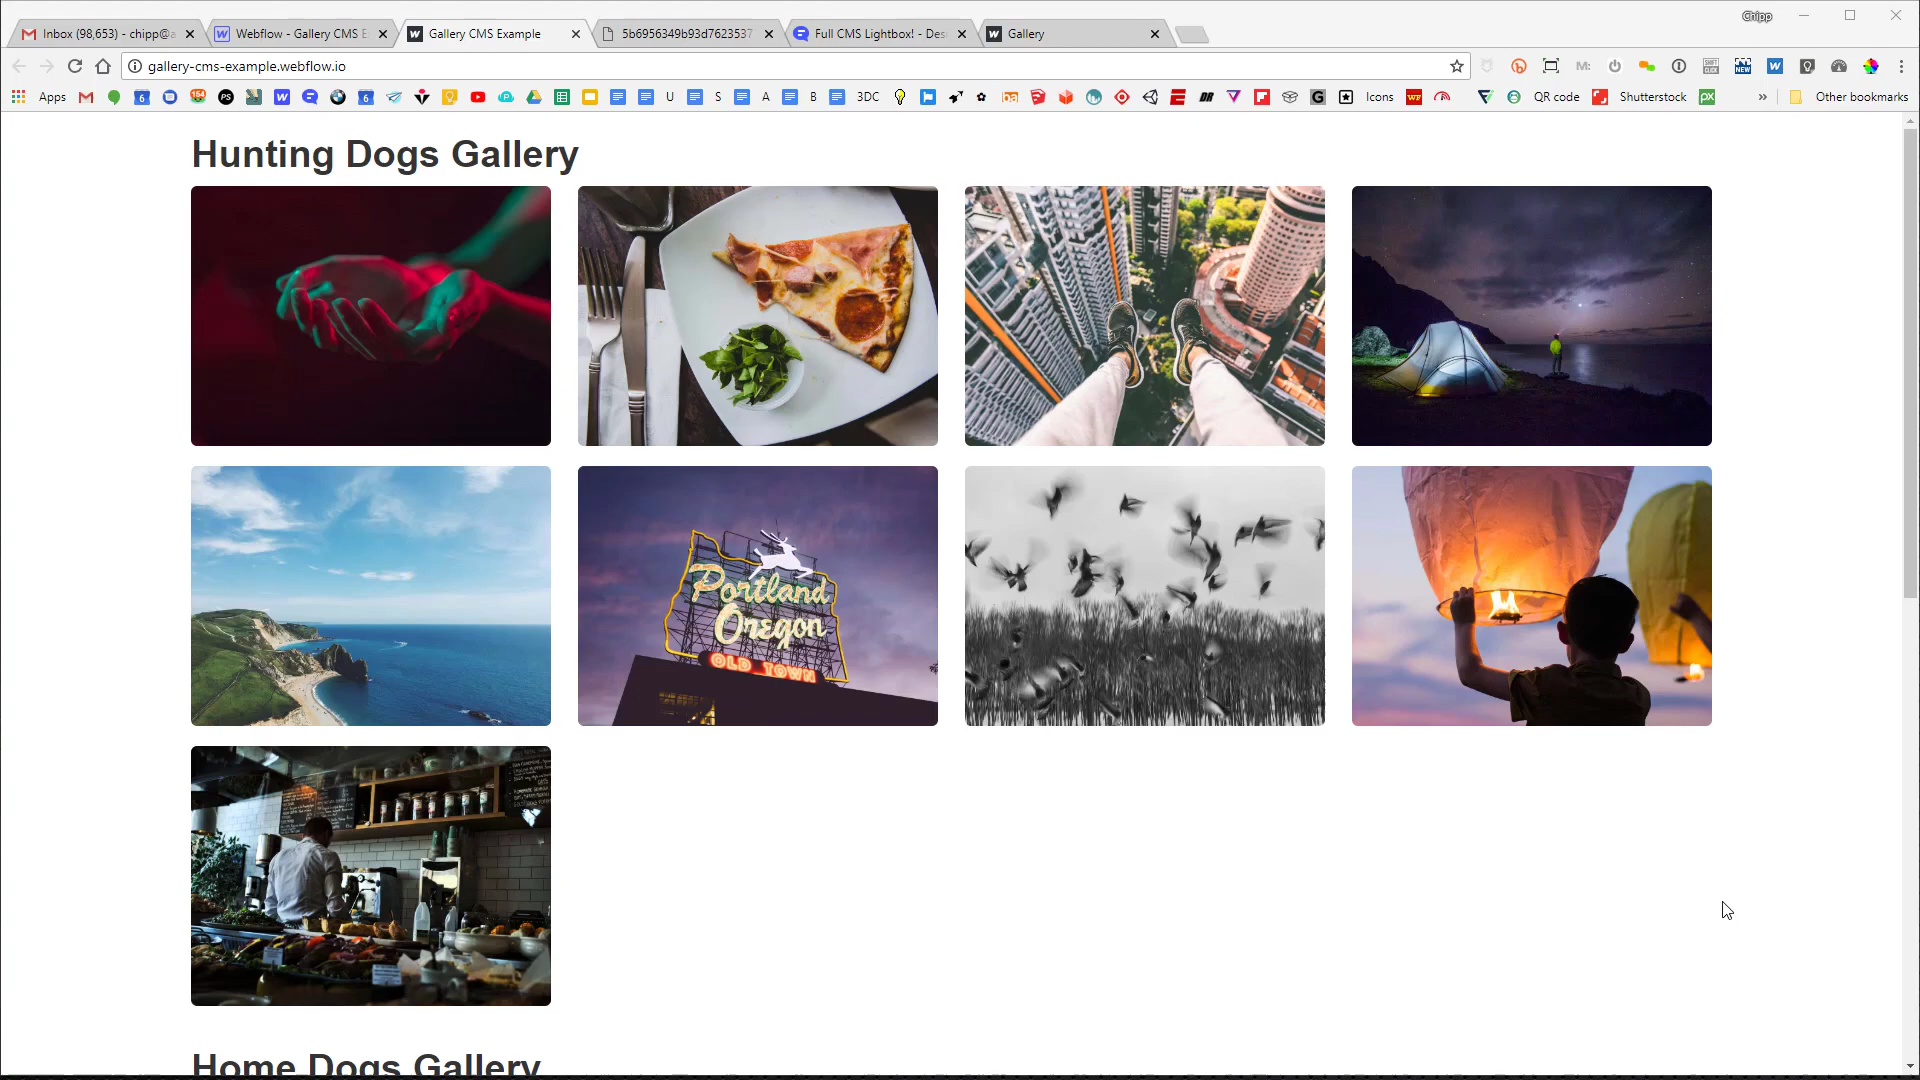 Chipp
Inbox (98,653) - chipp@a
Webflow - Gallery CMS E
Gallery CMS Example
5b6956349b93d7623537
Full CMS Lightbox! - Des
Gallery
gallery-cms-example.webflow.io
Apps
U
S
A
B
3DC
Icons
QR code
Shutterstock
Other bookmarks
Hunting Dogs Gallery
Portland
Oregon
OLD TOWN
Home Dogs Gallery